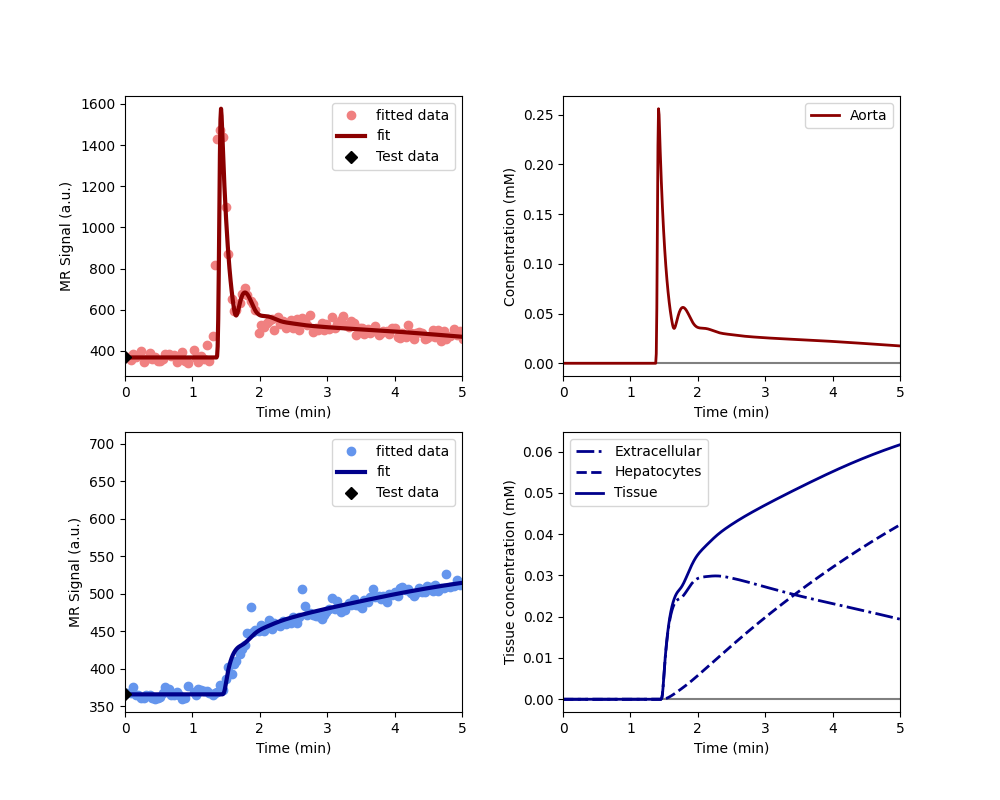 1600
1400
1200
1000
800
600
400
MR Signal (a.u.)
0 1 2 3 4 5
Time (min)
fitted data
fit
Test data
0.25
0.20
0.15
0.10
0.05
0.00
Concentration (mM)
0 1 2 3 4 5
Time (min)
Aorta
700
650
600
550
500
450
400
350
MR Signal (a.u.)
0 1 2 3 4 5
Time (min)
fitted data
fit
Test data
0.06
0.05
0.04
0.03
0.02
0.01
0.00
Tissue concentration (mM)
0 1 2 3 4 5
Time (min)
Extracellular
Hepatocytes
Tissue